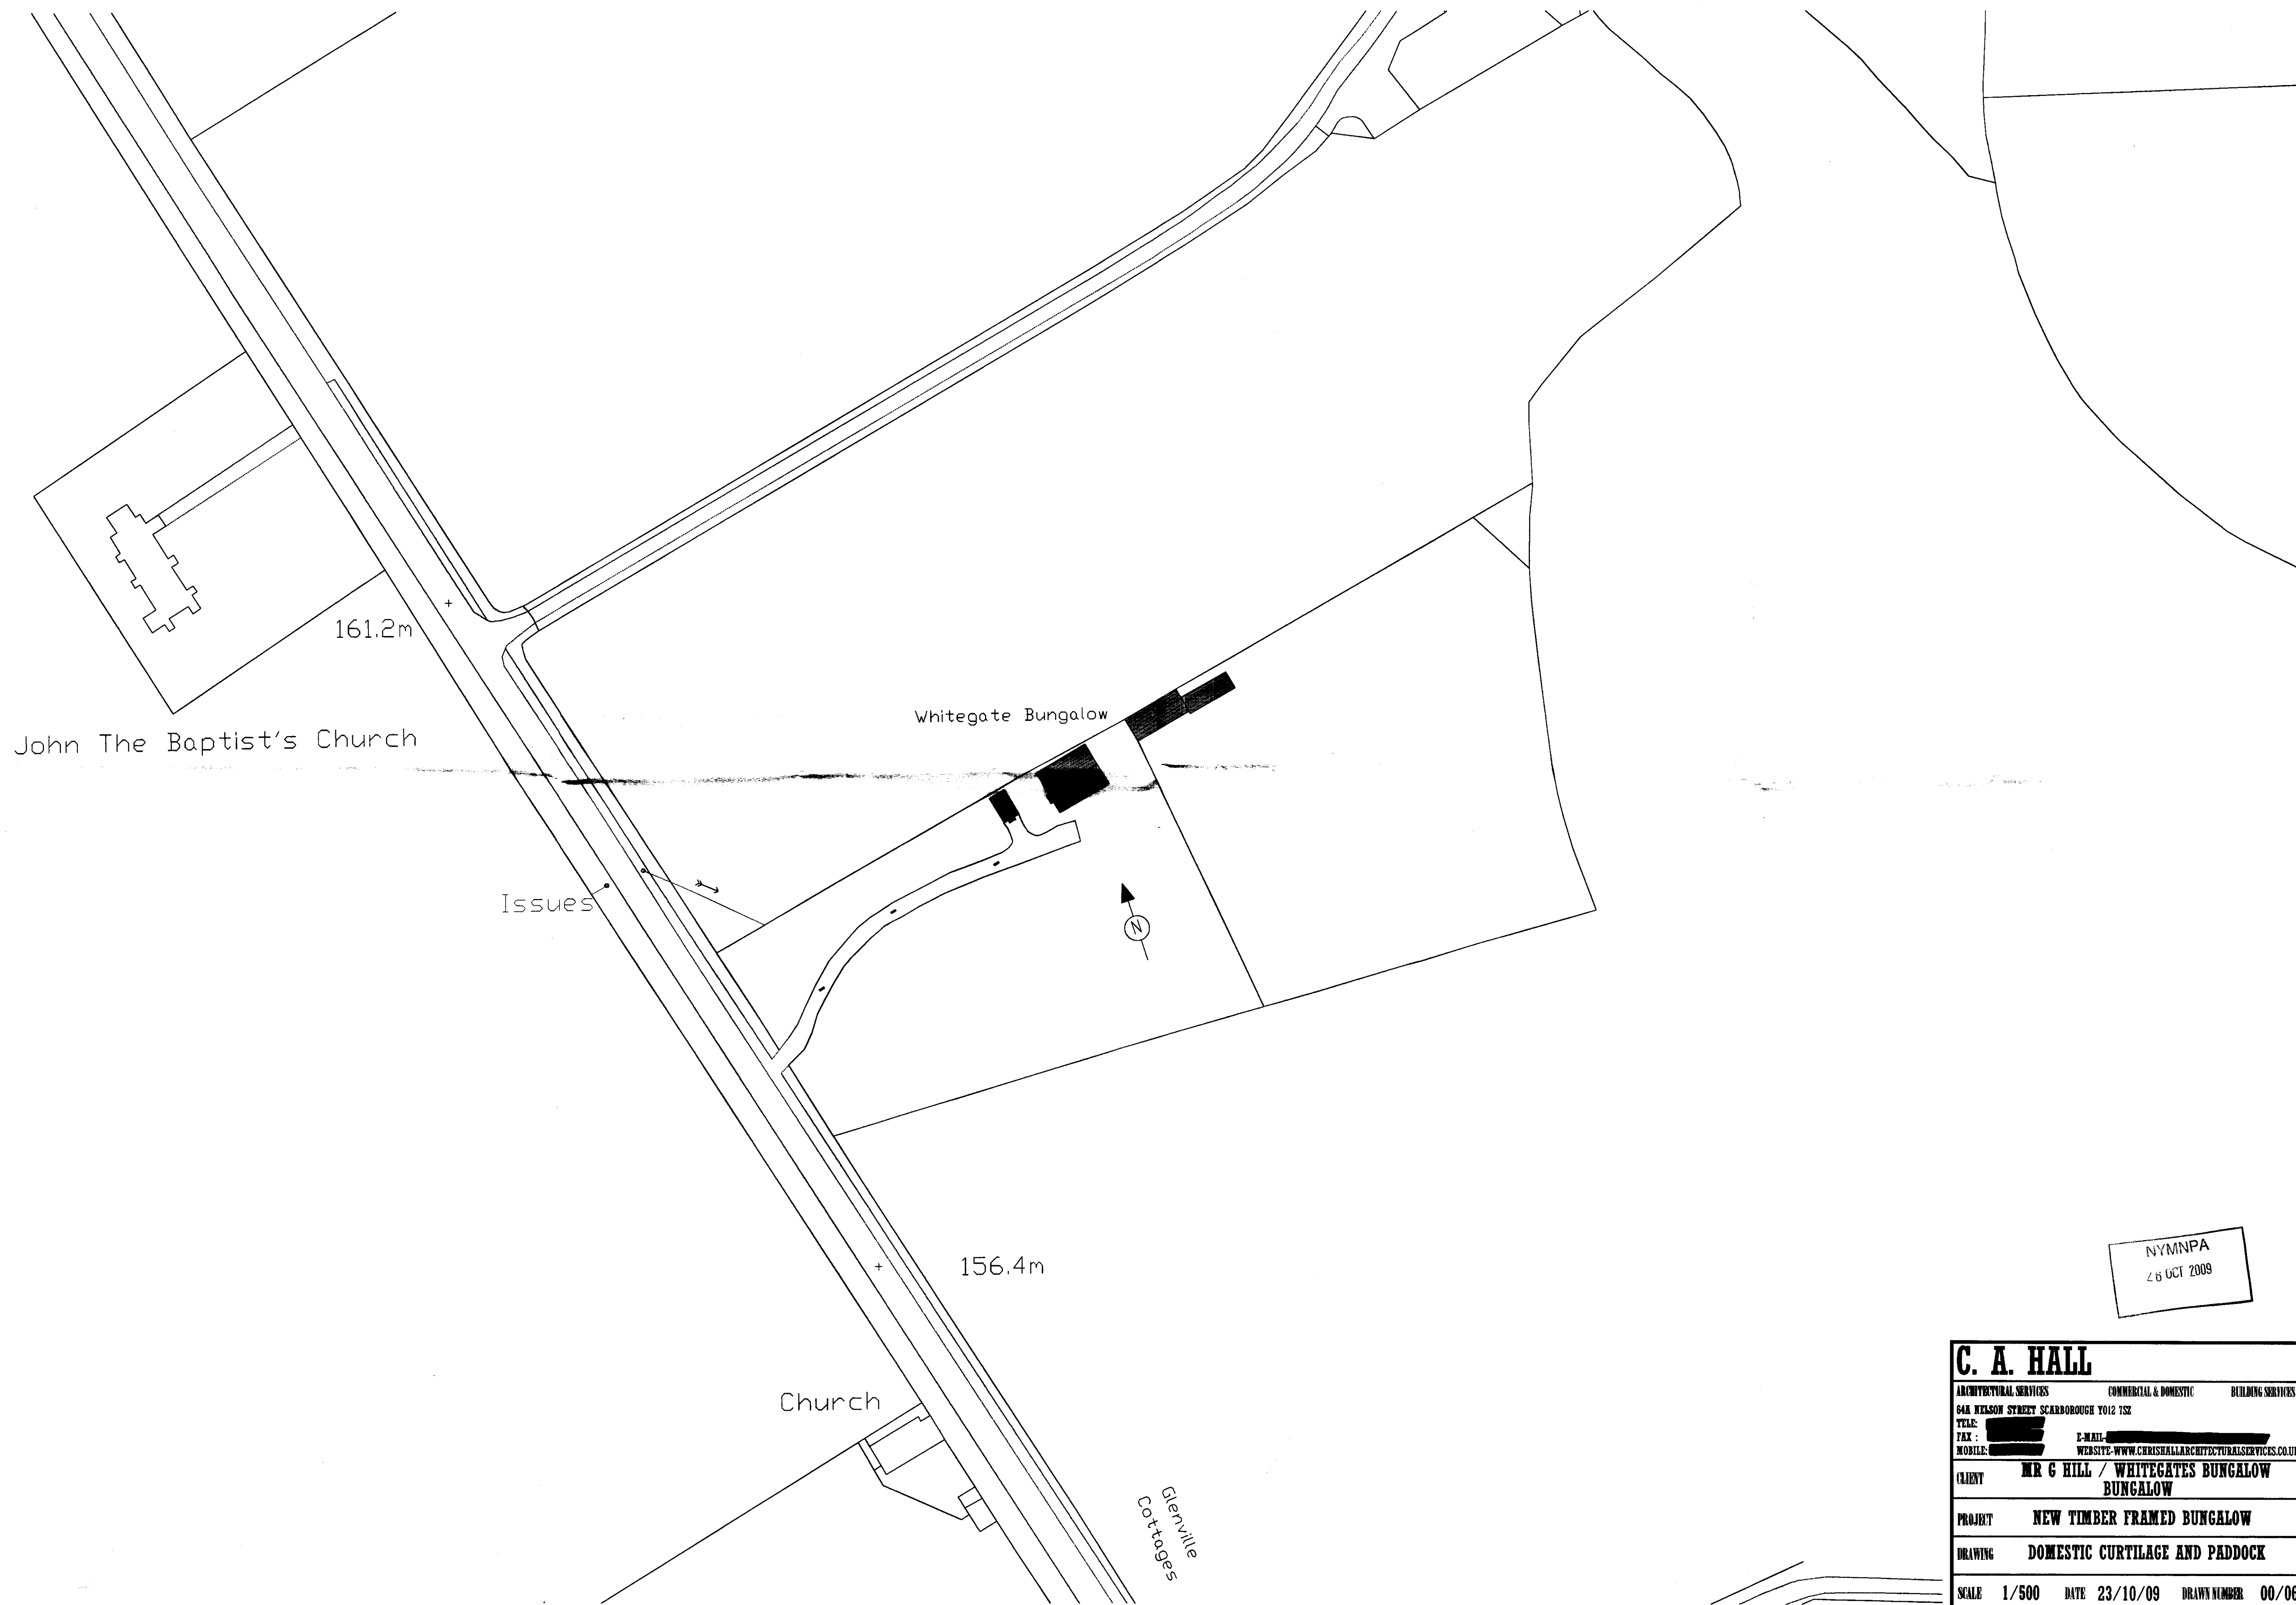 161.2m
Whitegate Bungalow
John The Baptist's Church
Issues
N
156.4m
NYMNPA
26 OCT 2009
Church
Glenville
Cottages
C. A. HALL
ARCHITECTURAL SERVICES COMMERCIAL & DOMESTIC BUILDING SERVICES
64A NELSON STREET SCARBOROUGH YO12 7SZ
TELE:
FAX :
E-MAIL-
MOBILE:
WEBSITE-WWW.CHRISHALLARCHITECTURALSERVICES.CO.UK
CLIENT MR G HILL / WHITEGATES BUNGALOW
BUNGALOW
PROJECT NEW TIMBER FRAMED BUNGALOW
DRAWING DOMESTIC CURTILAGE AND PADDOCK
SCALE 1/500 DATE 23/10/09 DRAWN NUMBER 00/06